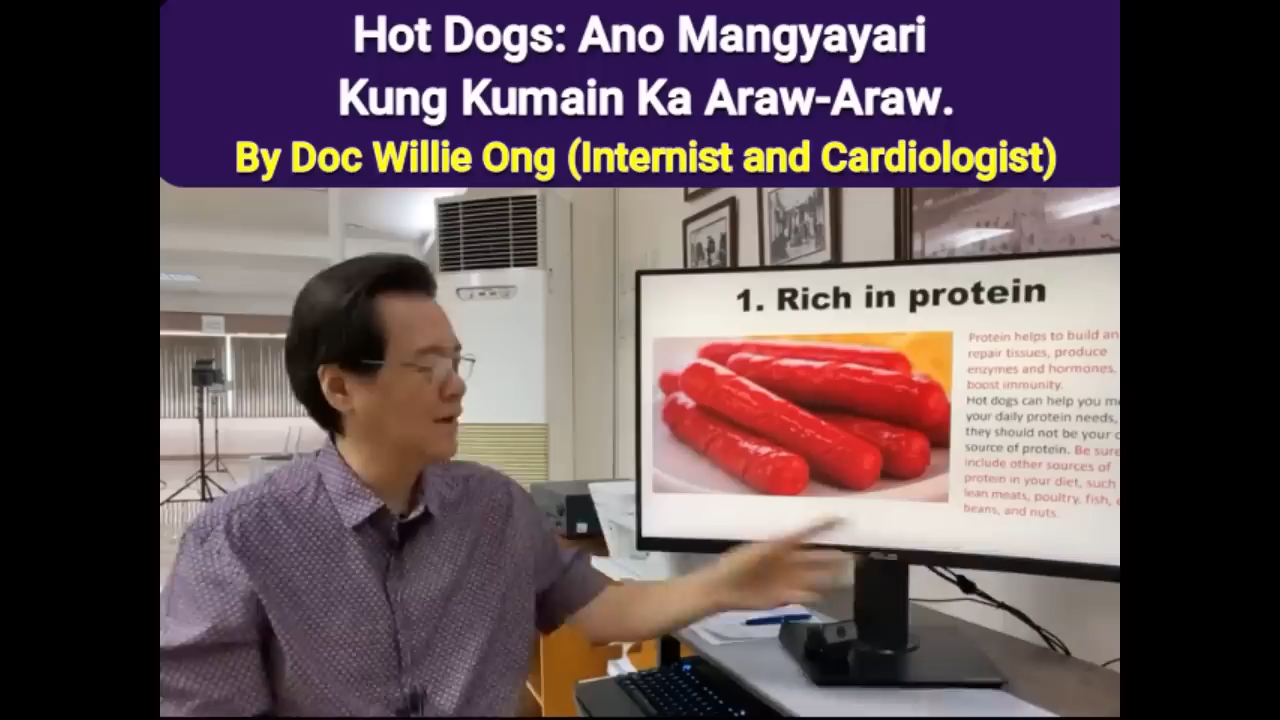 Hot Dogs: Ano Mangyayari
Kung Kumain Ka Araw-Araw.
By Doc Willie Ong (Internist and Cardiologist)
1. Rich in protein
Protein helps to build
repair tissues, produce
enzymes and hormones,
boost immunity.
Hot dogs can help you
your daily protein needs,
they should not be your
source of protein. Be sure
include other sources of
protein in your diet, such
lean meats, poultry, fish,
beans, and nuts.
ASUS